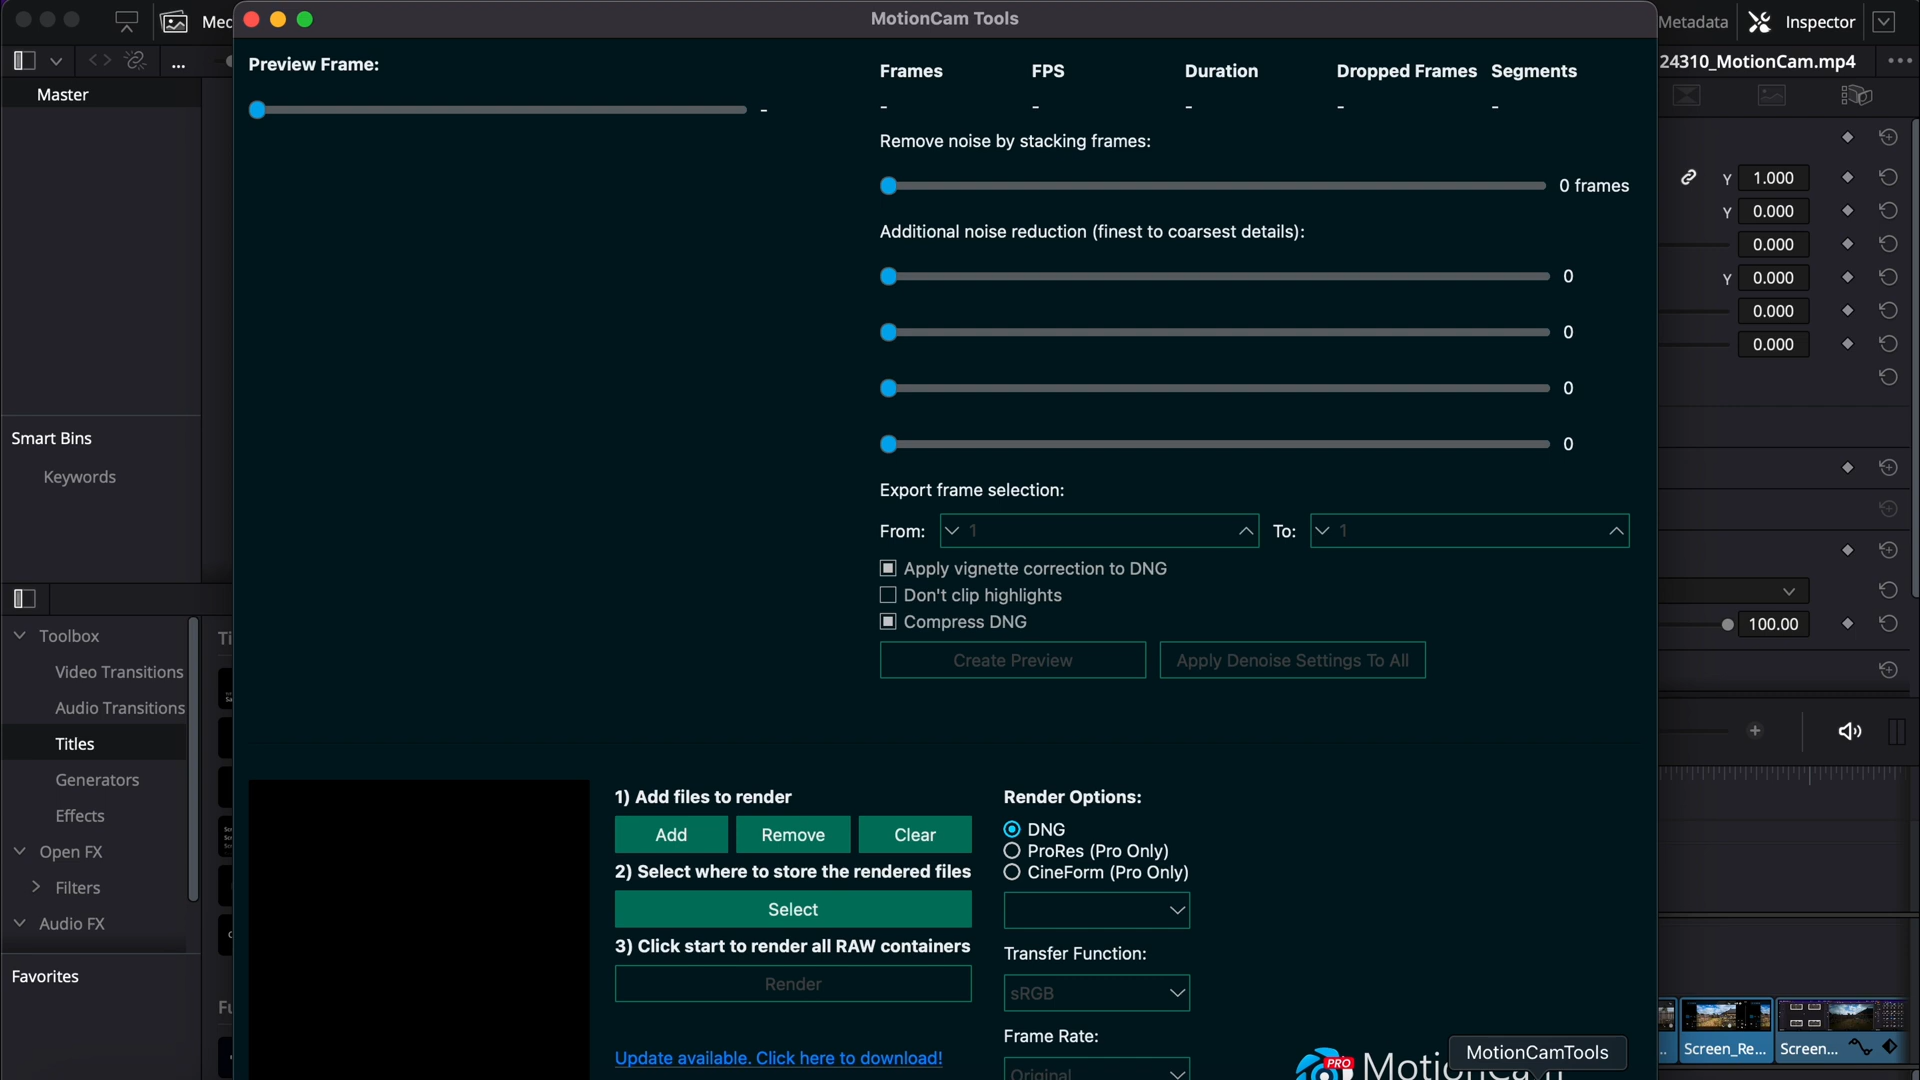 Med
MotionCam Tools
Metadata
Inspector
...
24310_MotionCam.mp4
Master
Preview Frame:
-
Frames FPS Duration Dropped Frames Segments
- - - - -
Remove noise by stacking frames:
0 frames
Additional noise reduction (finest to coarsest details):
0
0
0
0
Export frame selection:
From: 1 To: 1
Apply vignette correction to DNG
Don't clip highlights
Compress DNG
Create Preview Apply Denoise Settings To All
Y 1.000
Y 0.000
0.000
Y 0.000
0.000
0.000
100.00
Smart Bins
Keywords
Toolbox
Video Transitions
Audio Transitions
Titles
Generators
Effects
Open FX
Filters
Audio FX
Favorites
Ti
Fu
1) Add files to render
Add Remove Clear
2) Select where to store the rendered files
Select
3) Click start to render all RAW containers
Render
Update available. Click here to download!
Render Options:
DNG
ProRes (Pro Only)
CineForm (Pro Only)
Transfer Function:
sRGB
Frame Rate:
Original
PRO MotionCam
MotionCamTools
Screen_Re... Screen...